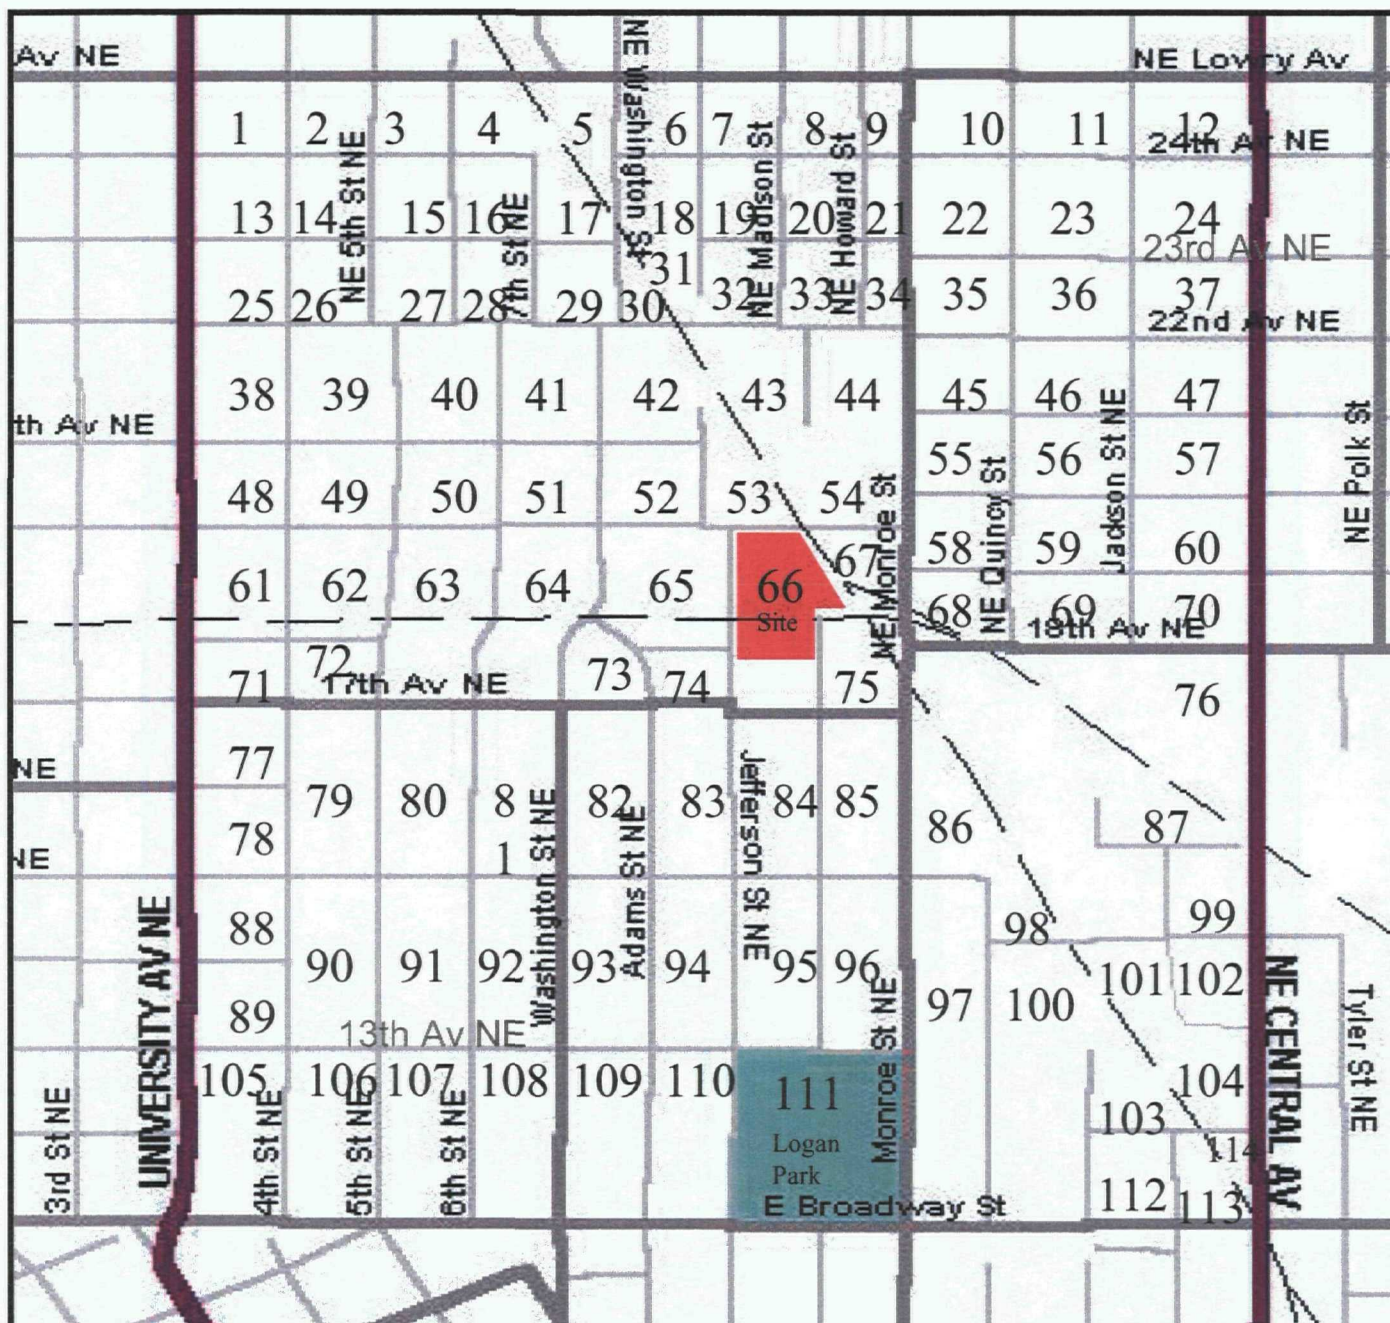 Av NE
NE Lowry Av
NE Washington St
1 2 3 4 5 6 7 8 9 10 11 12
24th Av NE
NE 5th St NE
7th St NE
NE Madison St
NE Howard St
13 14 15 16 17 18 19 20 21 22 23 24
23rd Av NE
31
25 26 27 28 29 30 32 33 34 35 36 37
22nd Av NE
38 39 40 41 42 43 44 45 46 47
th Av NE
NE Polk St
55 56 57
48 49 50 51 52 53 54
NE Monroe St
NE Quincy St
Jackson St NE
58 59 60
61 62 63 64 65 66 67
Site
68 69 70
18th Av NE
71 72 73 74 75 76
17th Av NE
77
NE
79 80 8 82 83 84 85 86 87
1
78
NE
Washington St NE
Adams St NE
Jefferson St NE
UNIVERSITY AV NE
88 98 99
90 91 92 93 94 95 96 97 100 101 102
89
13th Av NE
Monroe St NE
NE CENTRAL AV
Tyler St NE
105 106 107 108 109 110 111 103 104
Logan
Park
114
3rd St NE
4th St NE
5th St NE
6th St NE
112 113
E Broadway St